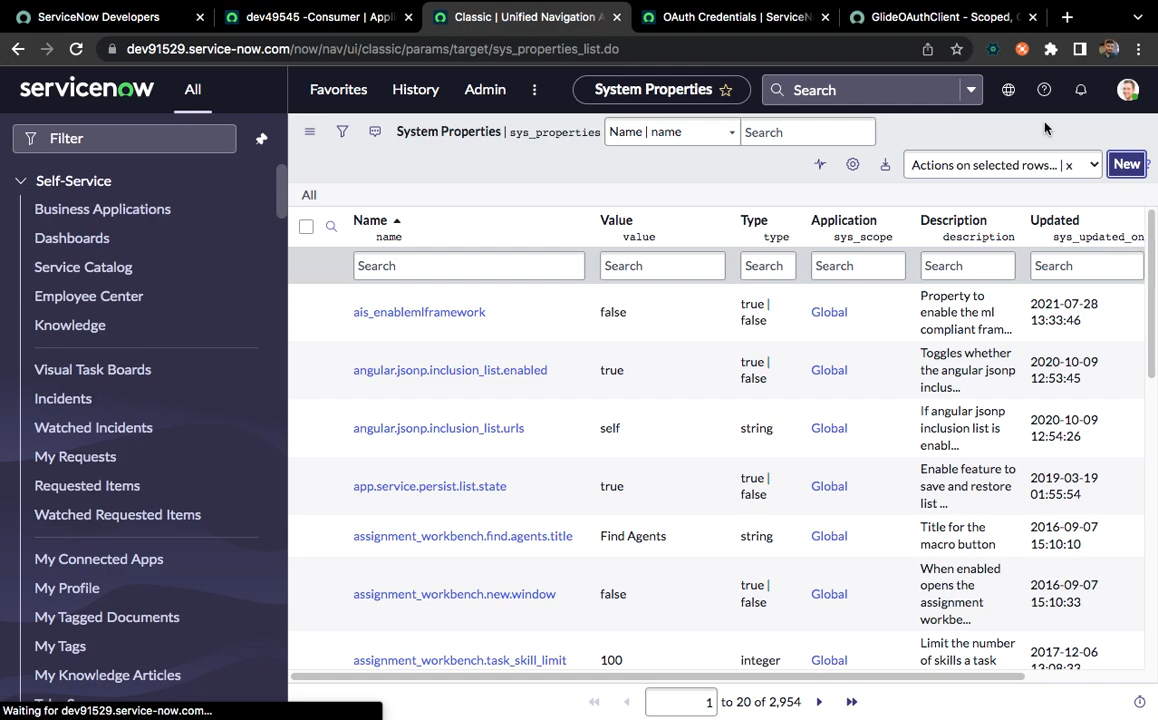 ServiceNow Developers
dev49545 -Consumer | Appli
Classic | Unified Navigation A
OAuth Credentials | ServiceN
GlideOAuthClient - Scoped,
dev91529.service-now.com/now/nav/ui/classic/params/target/sys_properties_list.do
servicenow
All
Favorites
History
Admin
System Properties
Search
Filter
System Properties | sys_properties
Name | name
Search
Actions on selected rows... | x
New
?
Self-Service
Business Applications
Dashboards
Service Catalog
Employee Center
Knowledge
Visual Task Boards
Incidents
Watched Incidents
My Requests
Requested Items
Watched Requested Items
My Connected Apps
My Profile
My Tagged Documents
My Tags
My Knowledge Articles
All
Name
name
Value
value
Type
type
Application
sys_scope
Description
description
Updated
sys_updated_on
Search
Search
Search
Search
Search
Search
ais_enablemlframework
false
true |
false
Global
Property to
enable the ml
compliant fram...
2021-07-28
13:33:46
angular.jsonp.inclusion_list.enabled
true
true |
false
Global
Toggles whether
the angular jsonp
inclus...
2020-10-09
12:53:45
angular.jsonp.inclusion_list.urls
self
string
Global
If angular jsonp
inclusion list is
enabl...
2020-10-09
12:54:26
app.service.persist.list.state
true
true |
false
Global
Enable feature to
save and restore
list ...
2019-03-19
01:55:54
assignment_workbench.find.agents.title
Find Agents
string
Global
Title for the
macro button
2016-09-07
15:10:10
assignment_workbench.new.window
false
true |
false
Global
When enabled
opens the
assignment
workbe...
2016-09-07
15:10:33
assignment_workbench.task_skill_limit
100
integer
Global
Limit the number
of skills a task
2017-12-06
13:08:33
1 to 20 of 2,954
Waiting for dev91529.service-now.com...